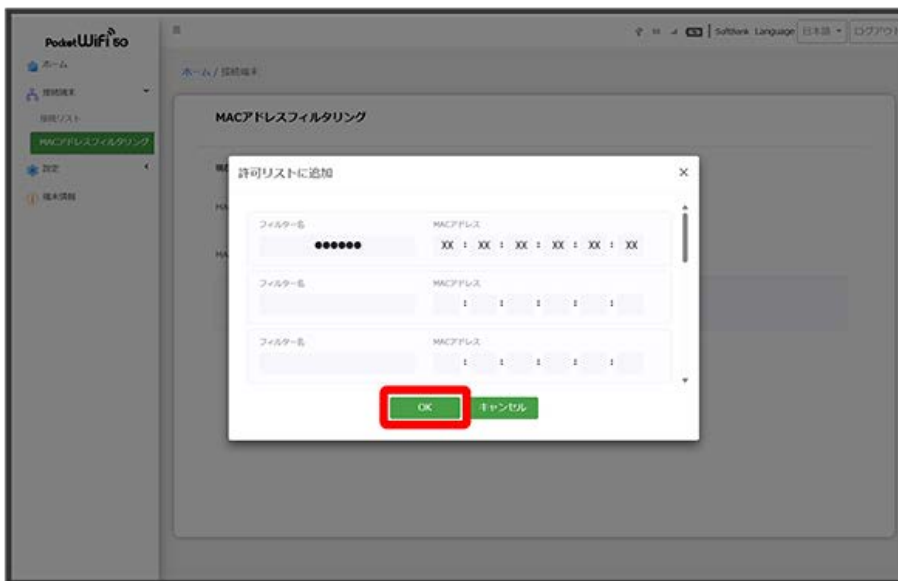 Pocket WiFi 5G
SoftBank Language 日本語 ログアウト
ホーム
ホーム / 接続端末
接続端末
接続リスト
MACアドレスフィルタリング
MACアドレスフィルタリング
設定
端末情報
許可リストに追加 ×
フィルター名 MACアドレス
●●●●●● XX : XX : XX : XX : XX : XX
フィルター名 MACアドレス
: : : : :
フィルター名 MACアドレス
: : : : :
OK キャンセル